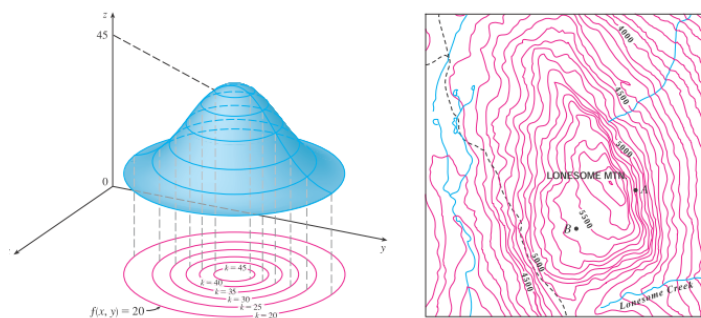 z
45
0
y
k=45
k=40
k=35
k=30
k=25
k=20
f(x, y) = 20
4000
4500
5000
LONESOME MTN.
A
5500
B
5000
4500
Lonesome Creek